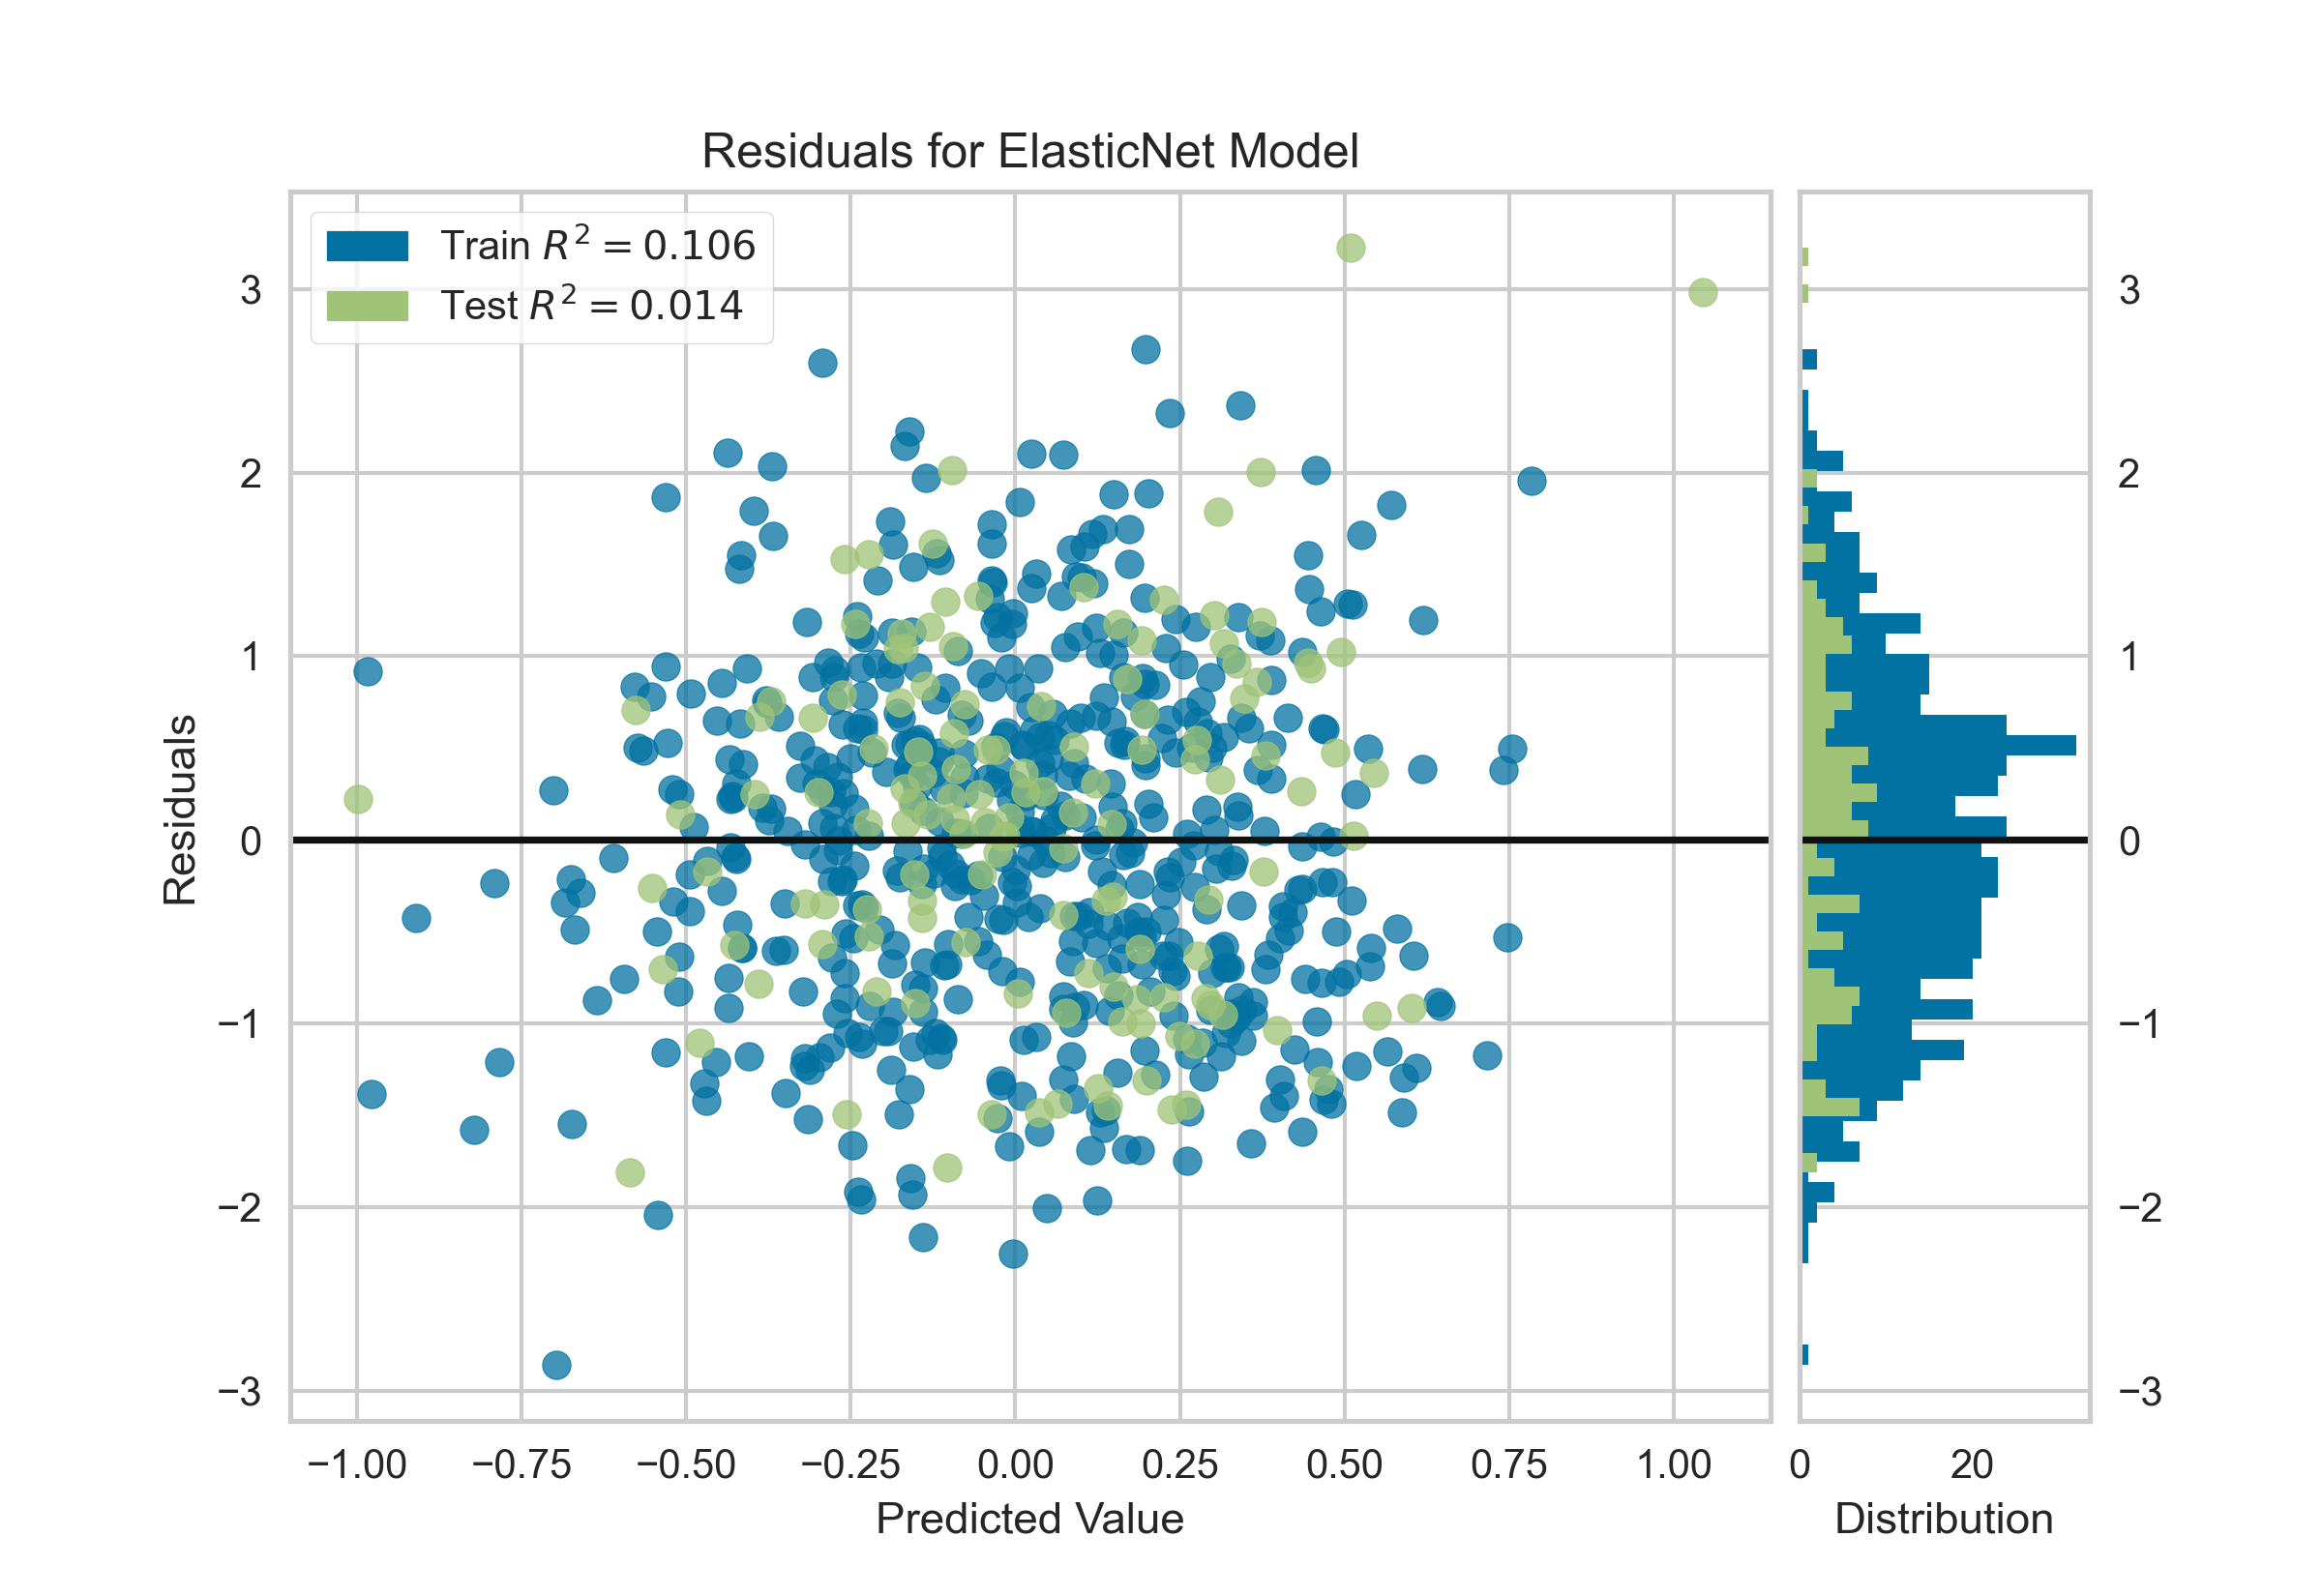 Residuals for ElasticNet Model
Train R² = 0.106
Test R² = 0.014
3
2
1
0
−1
−2
−3
Residuals
−1.00 −0.75 −0.50 −0.25 0.00 0.25 0.50 0.75 1.00
Predicted Value
3
2
1
0
−1
−2
−3
0 20
Distribution